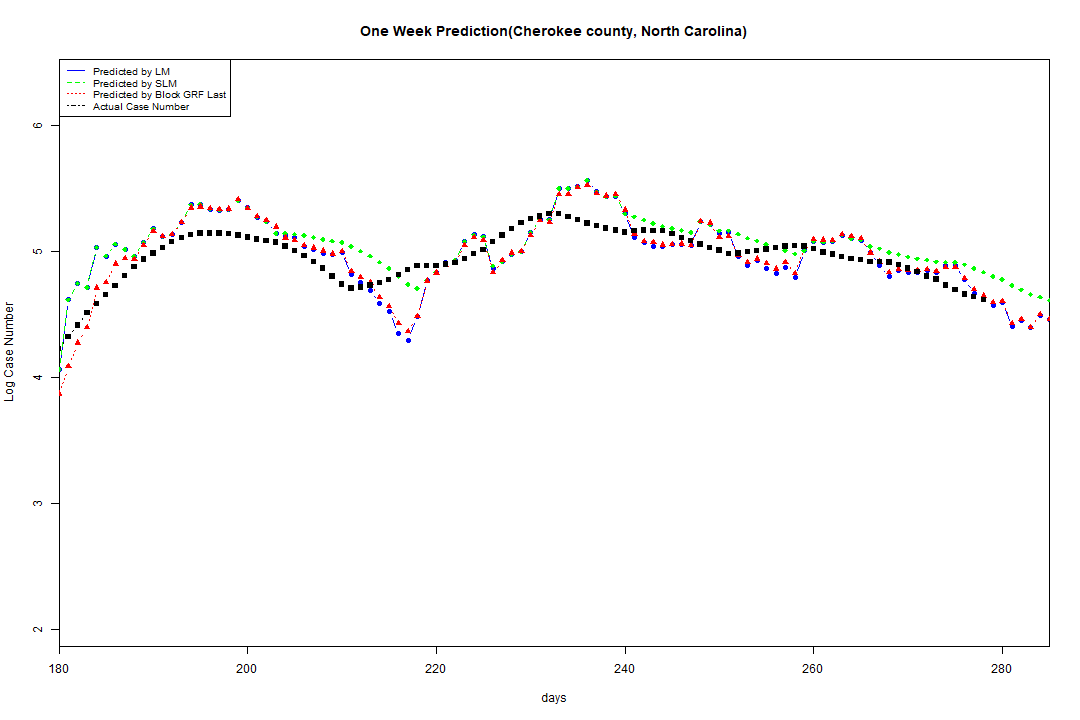 One Week Prediction(Cherokee county, North Carolina)
Predicted by LM
Predicted by SLM
Predicted by Block GRF Last
Actual Case Number
6
5
4
3
2
Log Case Number
180 200 220 240 260 280
days